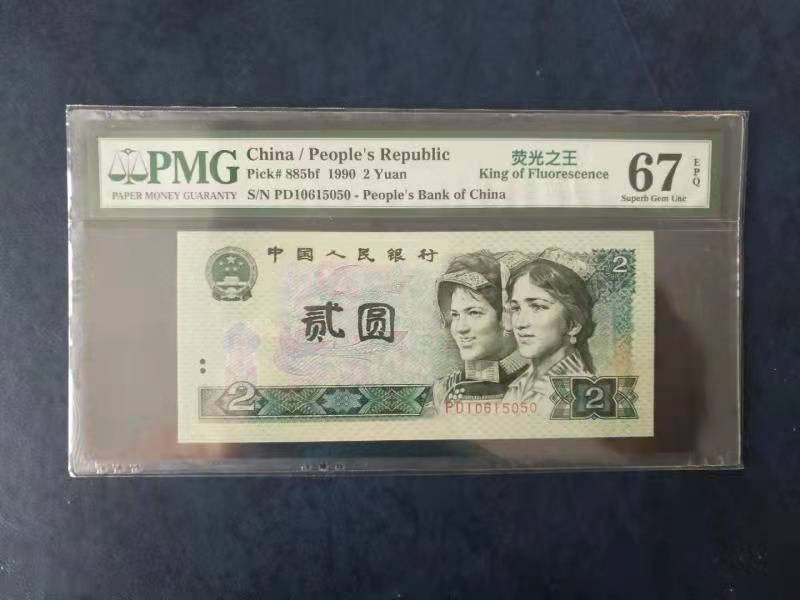 PMG
PAPER MONEY GUARANTY
China / People's Republic
Pick# 885bf 1990 2 Yuan
S/N PD10615050 - People's Bank of China
荧光之王
King of Fluorescence
67 EPQ
Superb Gem Unc
中国人民银行
贰圆
2
2
PD10615050
2